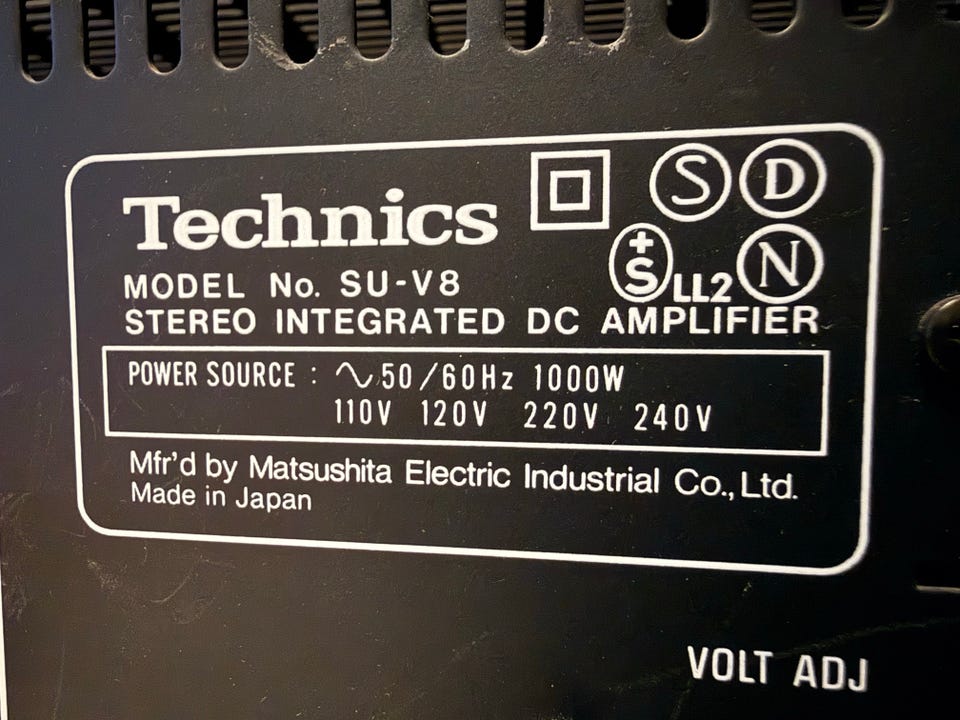 Technics S D
MODEL No. SU-V8 +S LL2 N
STEREO INTEGRATED DC AMPLIFIER
POWER SOURCE : ∿50/60Hz 1000W
110V 120V 220V 240V
Mfr'd by Matsushita Electric Industrial Co.,Ltd.
Made in Japan
VOLT ADJ